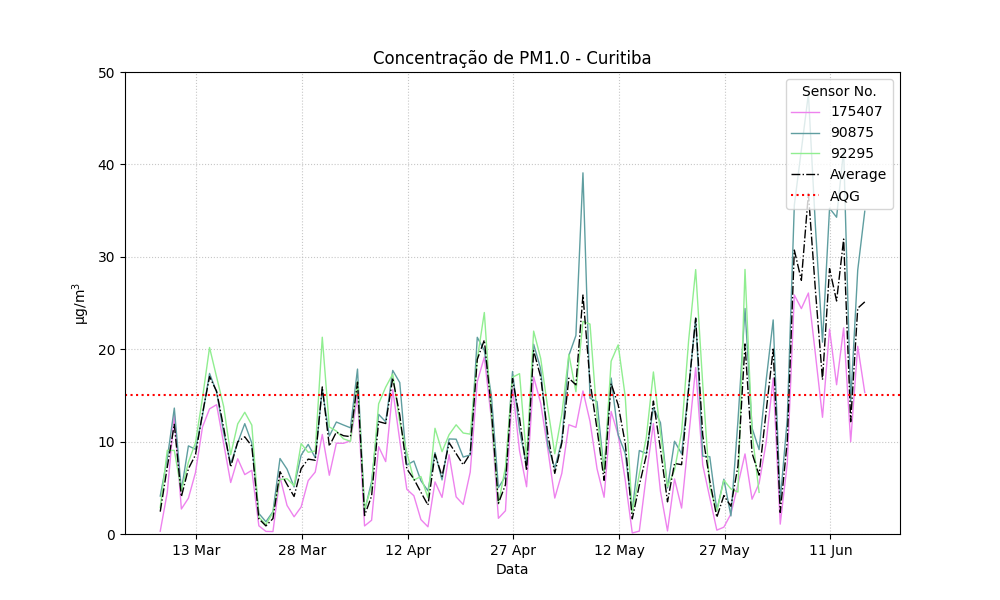 Concentração de PM1.0 - Curitiba
50
40
30
20
10
0
µg/m³
Sensor No.
175407
90875
92295
Average
AQG
13 Mar
28 Mar
12 Apr
27 Apr
12 May
27 May
11 Jun
Data